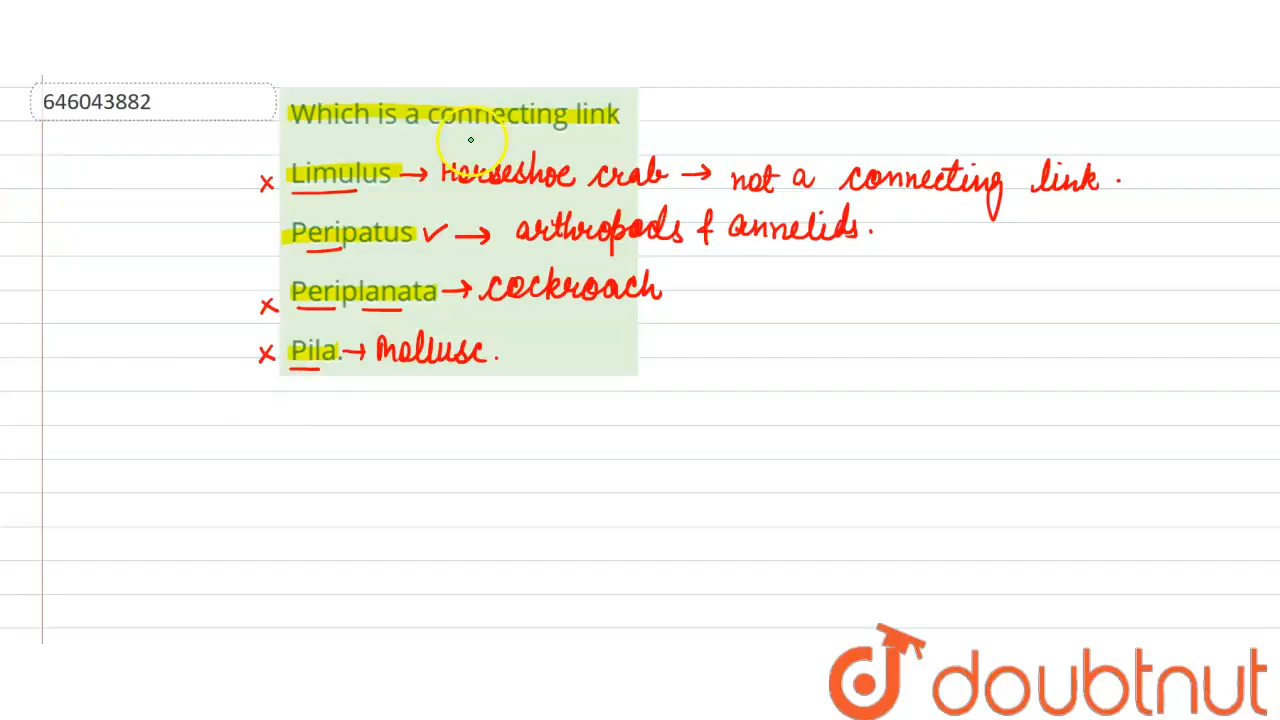 646043882
Which is a connecting link
x Limulus → Horseshoe crab → not a connecting link.
Peripatus ✓ → arthropods & annelids.
x Periplanata → cockroach
x Pila. → Mollusc.
doubtnut